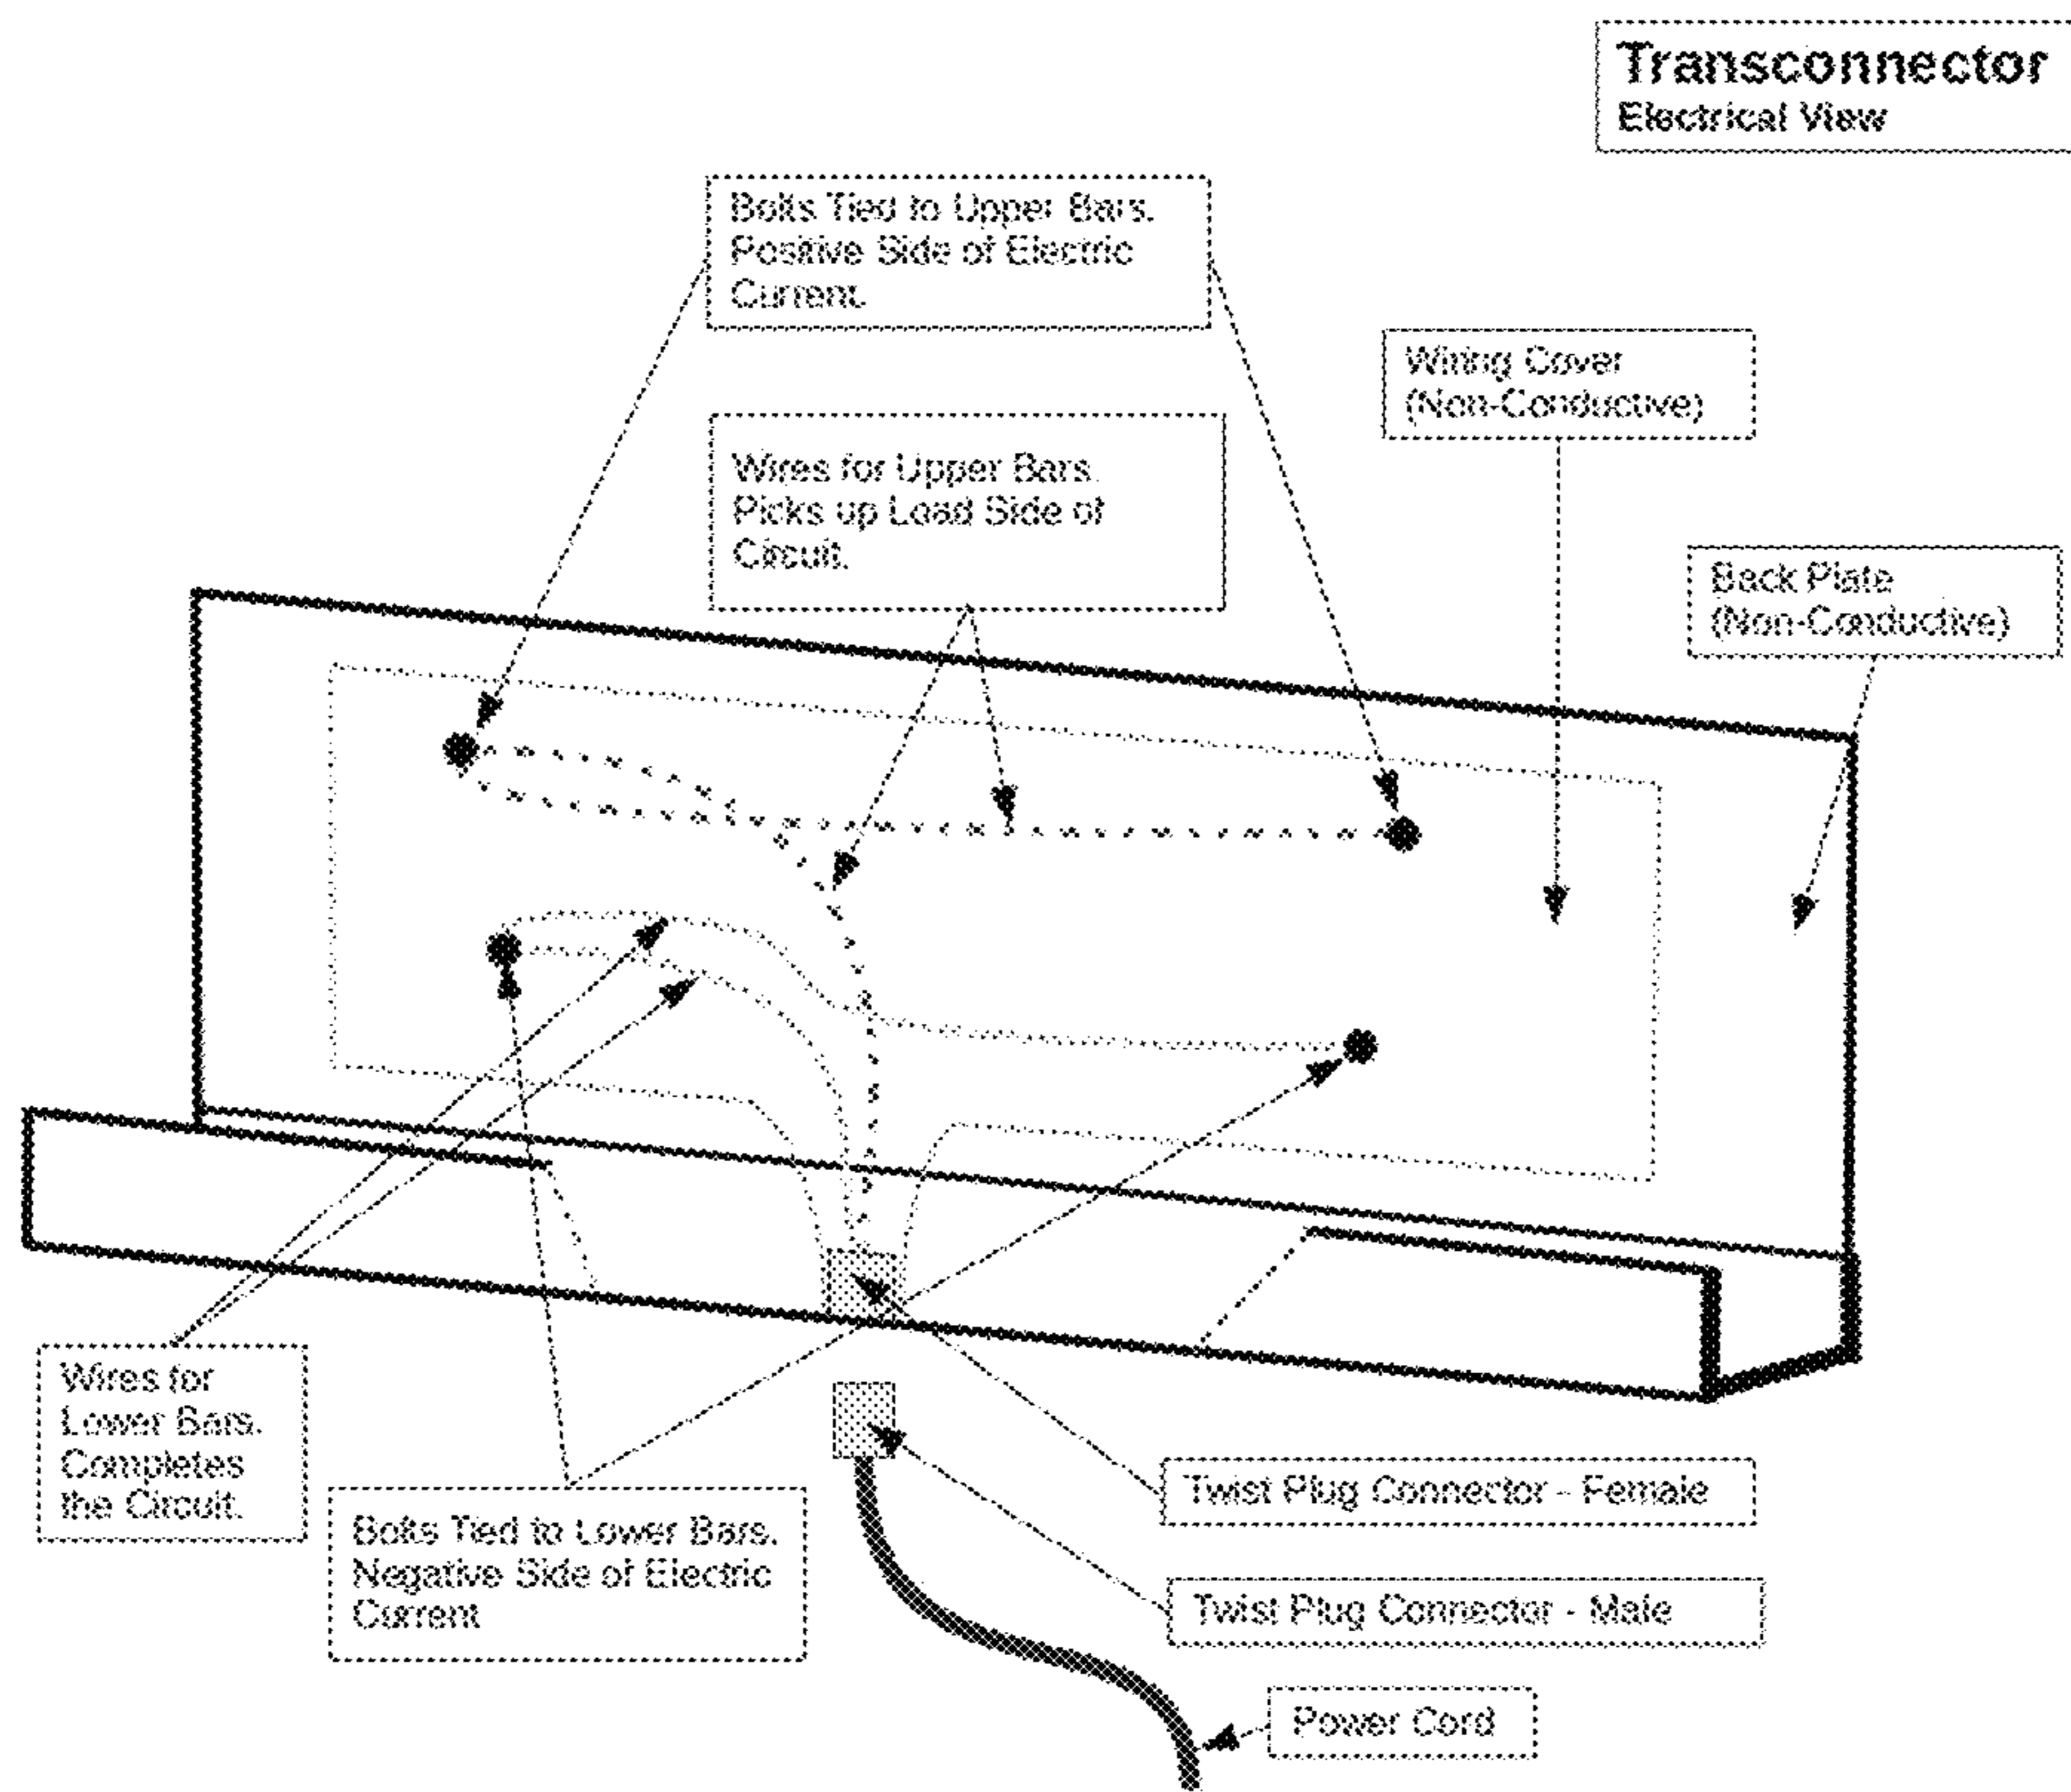 Transconnector
Electrical View
Bolts Tied to Upper Bars.
Positive Side of Electric
Current.
Wiring Cover
(Non-Conductive)
Wires for Upper Bars.
Picks up Load Side of
Circuit.
Back Plate
(Non-Conductive)
Wires for
Lower Bars.
Completes
the Circuit.
Bolts Tied to Lower Bars.
Negative Side of Electric
Current
Twist Plug Connector - Female
Twist Plug Connector - Male
Power Cord